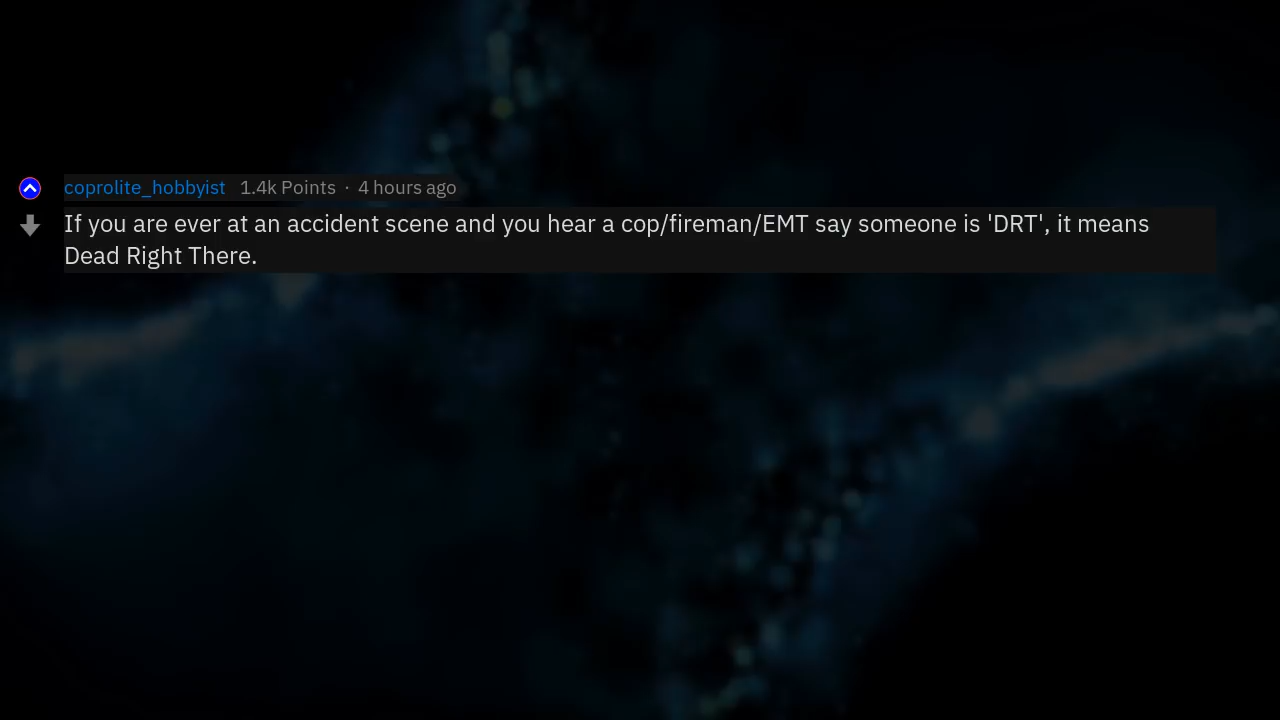 coprolite_hobbyist 1.4k Points · 4 hours ago
If you are ever at an accident scene and you hear a cop/fireman/EMT say someone is 'DRT', it means
Dead Right There.